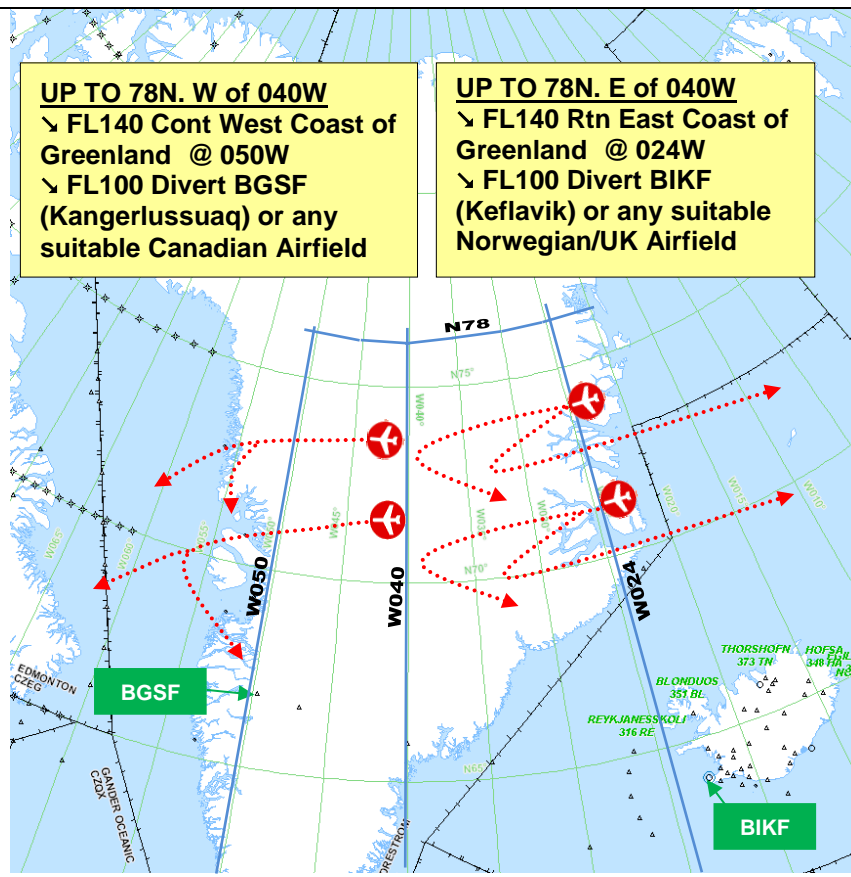 UP TO 78N. W of 040W
↘ FL140 Cont West Coast of
Greenland @ 050W
↘ FL100 Divert BGSF
(Kangerlussuaq) or any
suitable Canadian Airfield
UP TO 78N. E of 040W
↘ FL140 Rtn East Coast of
Greenland @ 024W
↘ FL100 Divert BIKF
(Keflavik) or any suitable
Norwegian/UK Airfield
N78
N75°
W040°
W050
W040
W024
W065°
W060°
W045°
W020°
W015°
W010°
N70°
N65
BGSF
EDMONTON
CZEG
GANDER OCEANIC
CZQX
THORSHOFN
373 TN
HOFSA
348 HA
BLONDUOS
351 BL
REYKJANESSKOLI
316 RE
BIKF